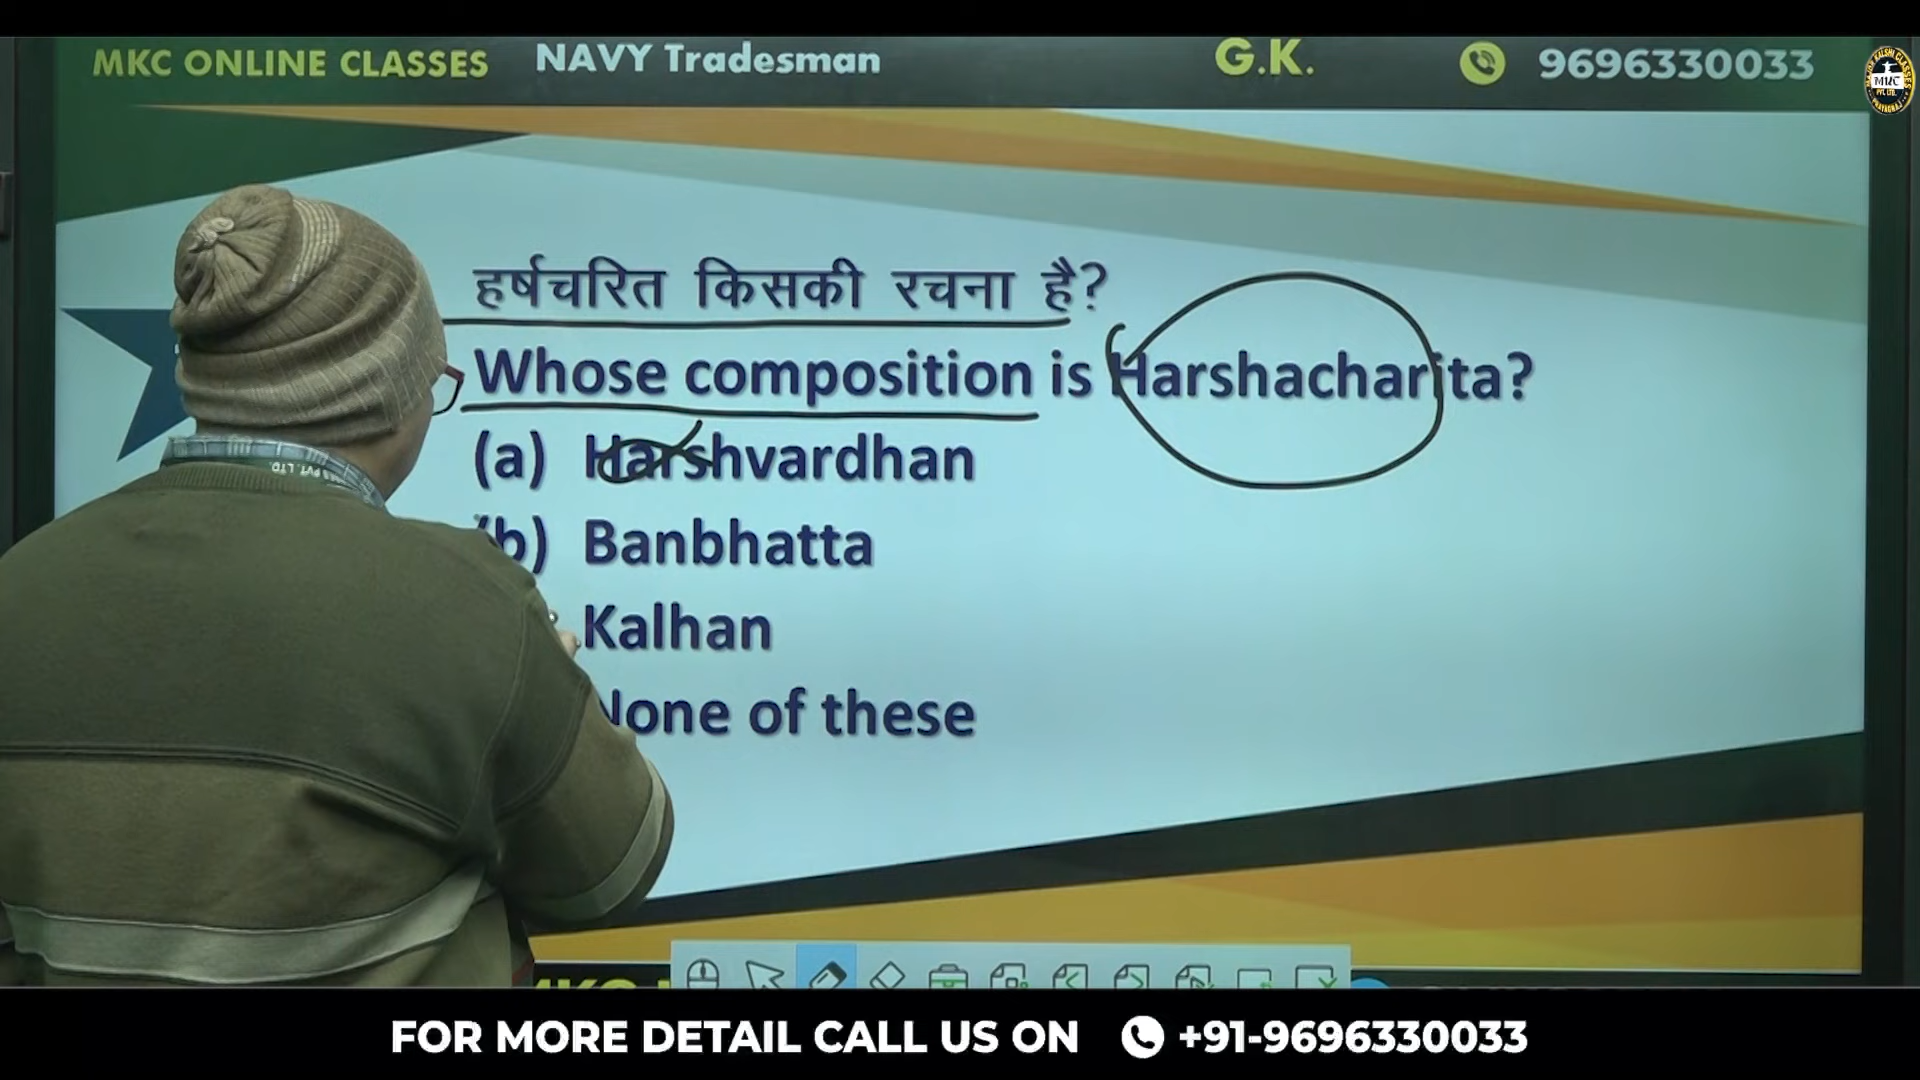 MKC ONLINE CLASSES NAVY Tradesman G.K. 9696330033
हर्षचरित किसकी रचना है?
Whose composition is Harshacharita?
(a) Harshvardhan
(b) Banbhatta
Kalhan
None of these
FOR MORE DETAIL CALL US ON +91-9696330033